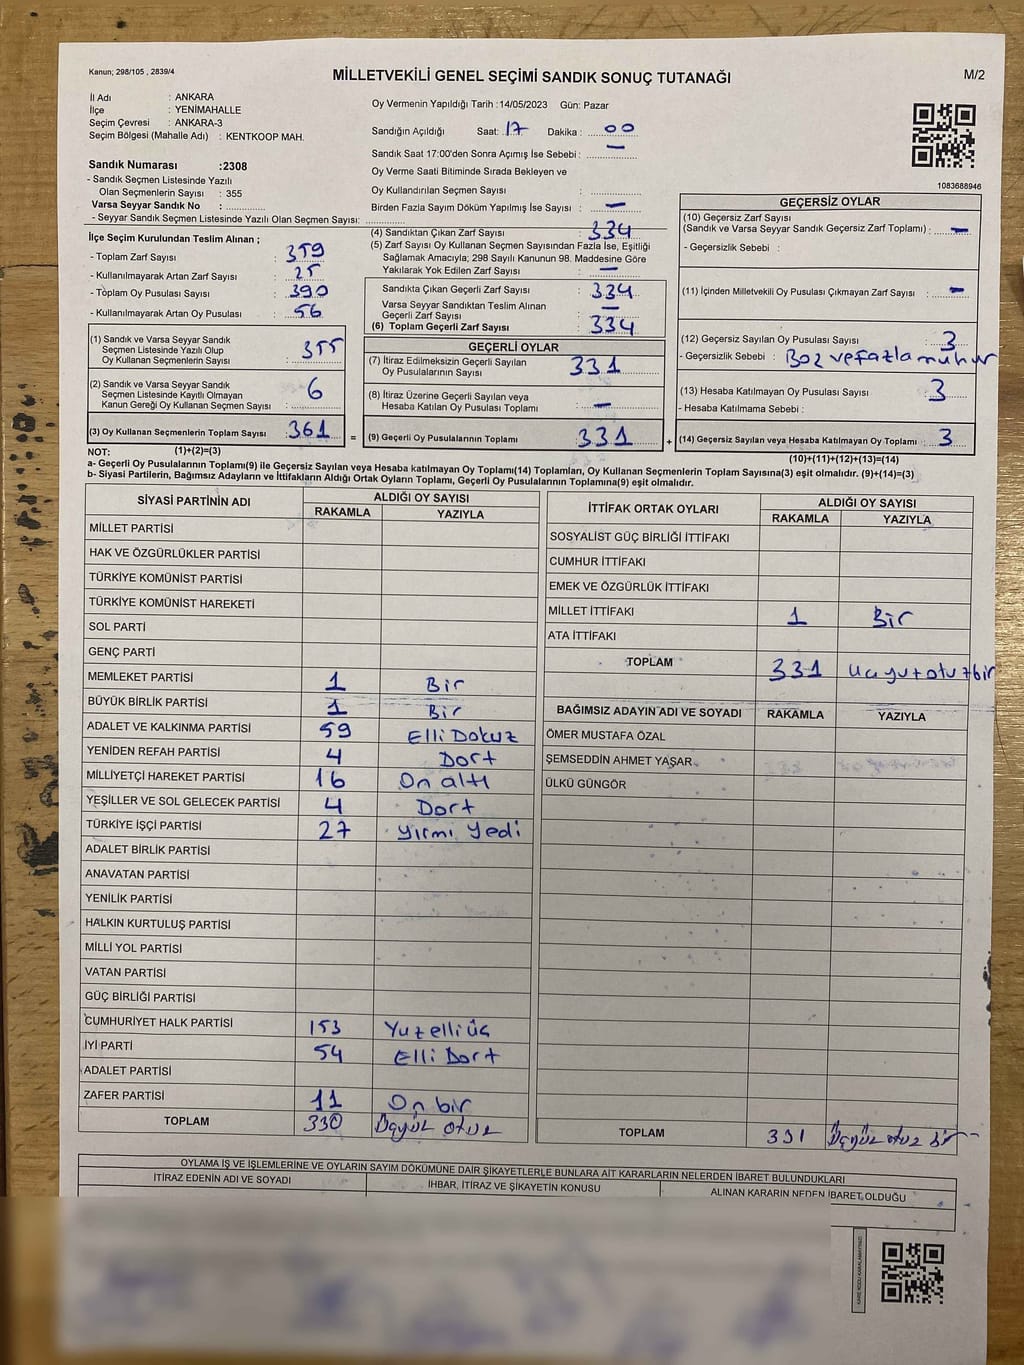 Kanun; 298/105 , 2839/4
MİLLETVEKİLİ GENEL SEÇİMİ SANDIK SONUÇ TUTANAĞI
M/2
İl Adı : ANKARA
İlçe : YENİMAHALLE
Seçim Çevresi : ANKARA-3
Seçim Bölgesi (Mahalle Adı) : KENTKOOP MAH.
Sandık Numarası :2308
- Sandık Seçmen Listesinde Yazılı
Olan Seçmenlerin Sayısı : 355
Varsa Seyyar Sandık No :
- Seyyar Sandık Seçmen Listesinde Yazılı Olan Seçmen Sayısı:
Oy Vermenin Yapıldığı Tarih :14/05/2023 Gün: Pazar
Sandığın Açıldığı Saat: 17 Dakika : 00
Sandık Saat 17:00'den Sonra Açımış İse Sebebi : —
Oy Verme Saati Bitiminde Sırada Bekleyen ve
Oy Kullandırılan Seçmen Sayısı :
Birden Fazla Sayım Döküm Yapılmış İse Sayısı : —
1083688946
İlçe Seçim Kurulundan Teslim Alınan ;
- Toplam Zarf Sayısı : 359
- Kullanılmayarak Artan Zarf Sayısı : 25
- Toplam Oy Pusulası Sayısı : 390
- Kullanılmayarak Artan Oy Pusulası : 56
(4) Sandıktan Çıkan Zarf Sayısı : 334
(5) Zarf Sayısı Oy Kullanan Seçmen Sayısından Fazla İse, Eşitliği
Sağlamak Amacıyla; 298 Sayılı Kanunun 98. Maddesine Göre
Yakılarak Yok Edilen Zarf Sayısı : —
Sandıkta Çıkan Geçerli Zarf Sayısı : 334
Varsa Seyyar Sandıktan Teslim Alınan
Geçerli Zarf Sayısı : —
(6) Toplam Geçerli Zarf Sayısı : 334
GEÇERSİZ OYLAR
(10) Geçersiz Zarf Sayısı
(Sandık ve Varsa Seyyar Sandık Geçersiz Zarf Toplamı) : —
- Geçersizlik Sebebi :
(11) İçinden Milletvekili Oy Pusulası Çıkmayan Zarf Sayısı : —
(12) Geçersiz Sayılan Oy Pusulası Sayısı : 3
- Geçersizlik Sebebi : Boz vefazla muhur
(13) Hesaba Katılmayan Oy Pusulası Sayısı : 3
- Hesaba Katılmama Sebebi :
(14) Geçersiz Sayılan veya Hesaba Katılmayan Oy Toplamı : 3
(10)+(11)+(12)+(13)=(14)
(1) Sandık ve Varsa Seyyar Sandık
Seçmen Listesinde Yazılı Olup
Oy Kullanan Seçmenlerin Sayısı : 355
(2) Sandık ve Varsa Seyyar Sandık
Seçmen Listesinde Kayıtlı Olmayan
Kanun Gereği Oy Kullanan Seçmen Sayısı : 6
(3) Oy Kullanan Seçmenlerin Toplam Sayısı : 361
=
GEÇERLİ OYLAR
(7) İtiraz Edilmeksizin Geçerli Sayılan
Oy Pusulalarının Sayısı : 331
(8) İtiraz Üzerine Geçerli Sayılan veya
Hesaba Katılan Oy Pusulası Toplamı : —
(9) Geçerli Oy Pusulalarının Toplamı : 331
+
NOT: (1)+(2)=(3)
a- Geçerli Oy Pusulaları Toplamı(9) ile Geçersiz Sayılan veya Hesaba katılmayan Oy Toplamı(14) Toplamları, Oy Kullanan Seçmenlerin Toplam Sayısına(3) eşit olmalıdır. (9)+(14)=(3)
b- Siyasi Partilerin, Bağımsız Adayların ve İttifakların Aldığı Ortak Oyların Toplamı, Geçerli Oy Pusulalarının Toplamına(9) eşit olmalıdır.
SİYASİ PARTİNİN ADI ALDIĞI OY SAYISI
RAKAMLA YAZIYLA
MİLLET PARTİSİ
HAK VE ÖZGÜRLÜKLER PARTİSİ
TÜRKİYE KOMÜNİST PARTİSİ
TÜRKİYE KOMÜNİST HAREKETİ
SOL PARTİ
GENÇ PARTİ
MEMLEKET PARTİSİ 1 Bir
BÜYÜK BİRLİK PARTİSİ 1 Bir
ADALET VE KALKINMA PARTİSİ 59 Elli Dokuz
YENİDEN REFAH PARTİSİ 4 Dort
MİLLİYETÇİ HAREKET PARTİSİ 16 On altı
YEŞİLLER VE SOL GELECEK PARTİSİ 4 Dort
TÜRKİYE İŞÇİ PARTİSİ 27 yirmi yedi
ADALET BİRLİK PARTİSİ
ANAVATAN PARTİSİ
YENİLİK PARTİSİ
HALKIN KURTULUŞ PARTİSİ
MİLLİ YOL PARTİSİ
VATAN PARTİSİ
GÜÇ BİRLİĞİ PARTİSİ
CUMHURİYET HALK PARTİSİ 153 Yuz elli üç
İYİ PARTİ 54 Elli Dort
ADALET PARTİSİ
ZAFER PARTİSİ 11 On bir
TOPLAM 330 Üçyüz otuz
İTTİFAK ORTAK OYLARI ALDIĞI OY SAYISI
RAKAMLA YAZIYLA
SOSYALİST GÜÇ BİRLİĞİ İTTİFAKI
CUMHUR İTTİFAKI
EMEK VE ÖZGÜRLÜK İTTİFAKI
MİLLET İTTİFAKI 1 Bir
ATA İTTİFAKI
TOPLAM 331 Ucyuzotuzbir
BAĞIMSIZ ADAYIN ADI VE SOYADI RAKAMLA YAZIYLA
ÖMER MUSTAFA ÖZAL
ŞEMSEDDİN AHMET YAŞAR
ÜLKÜ GÜNGÖR
TOPLAM 331 Üçyüz otuz bir
OYLAMA İŞ VE İŞLEMLERİNE VE OYLARIN SAYIM DÖKÜMÜNE DAİR ŞİKAYETLERLE BUNLARA AİT KARARLARIN NELERDEN İBARET BULUNDUKLARI
İTİRAZ EDENİN ADI VE SOYADI İHBAR, İTİRAZ VE ŞİKAYETİN KONUSU ALINAN KARARIN NEDEN İBARET OLDUĞU